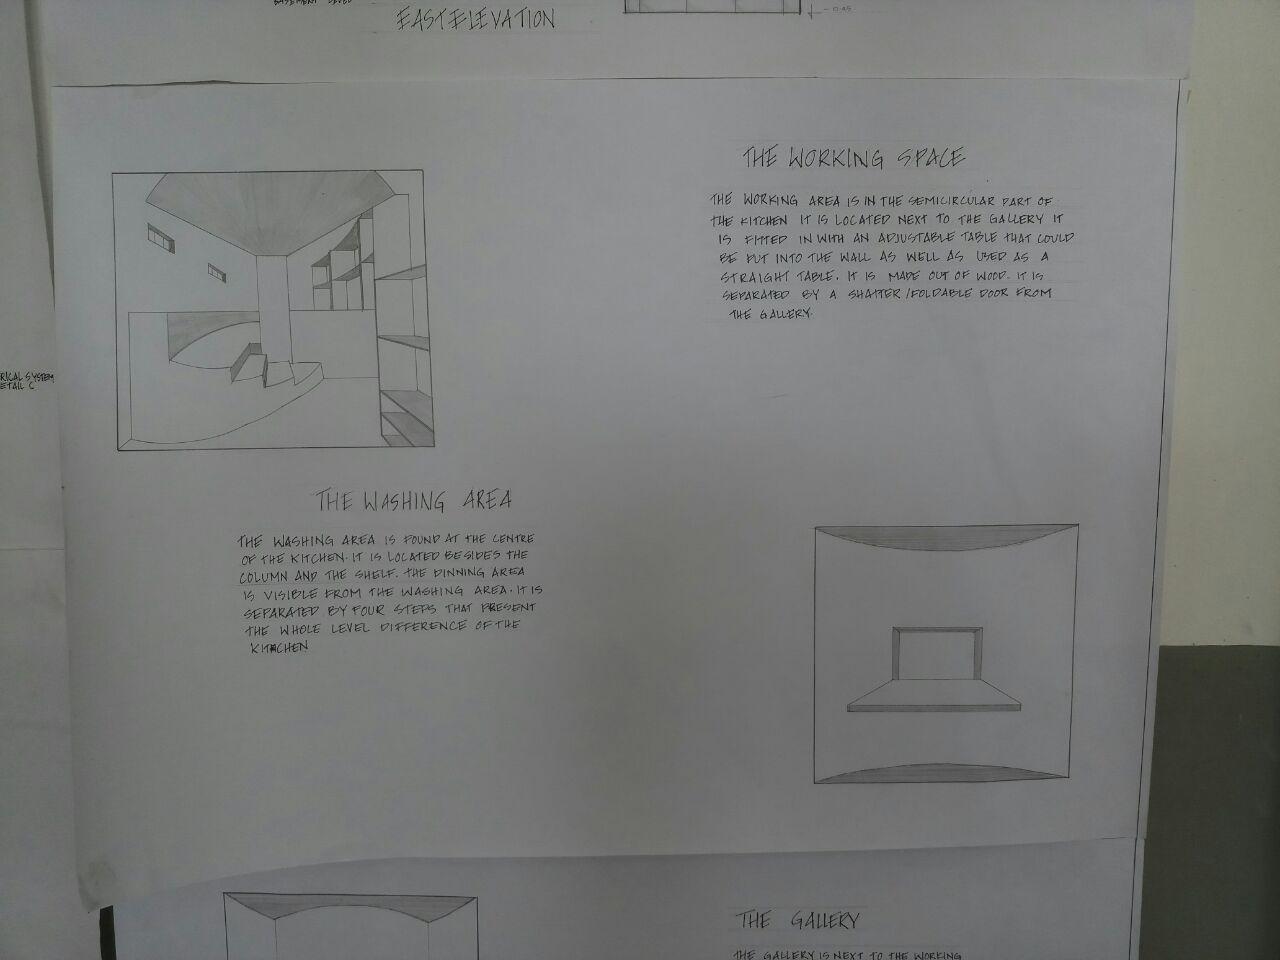 BASEMENT LEVEL
EAST ELEVATION
THE WORKING SPACE
THE WORKING AREA IS IN THE SEMICIRCULAR PART OF
THE KITCHEN IT IS LOCATED NEXT TO THE GALLERY IT
IS FITTED IN WITH AN ADJUSTABLE TABLE THAT COULD
BE PUT INTO THE WALL AS WELL AS USED AS A
STRAIGHT TABLE. IT IS MADE OUT OF WOOD. IT IS
SEPARATED BY A SHATTER/FOLDABLE DOOR FROM
THE GALLERY.
RICAL SYSTEM
ETAIL C
THE WASHING AREA
THE WASHING AREA IS FOUND AT THE CENTRE
OF THE KITCHEN. IT IS LOCATED BESIDES THE
COLUMN AND THE SHELF. THE DINNING AREA
IS VISIBLE FROM THE WASHING AREA. IT IS
SEPARATED BY FOUR STEPS THAT PRESENT
THE WHOLE LEVEL DIFFERENCE OF THE
KITCHEN
THE GALLERY
THE GALLERY IS NEXT TO THE WORKING